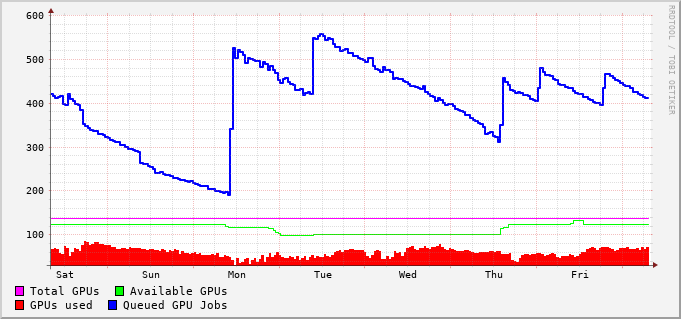 600
500
400
300
200
100
Sat Sun Mon Tue Wed Thu Fri
Total GPUs Available GPUs
GPUs used Queued GPU Jobs
RRDTOOL / TOBI OETIKER